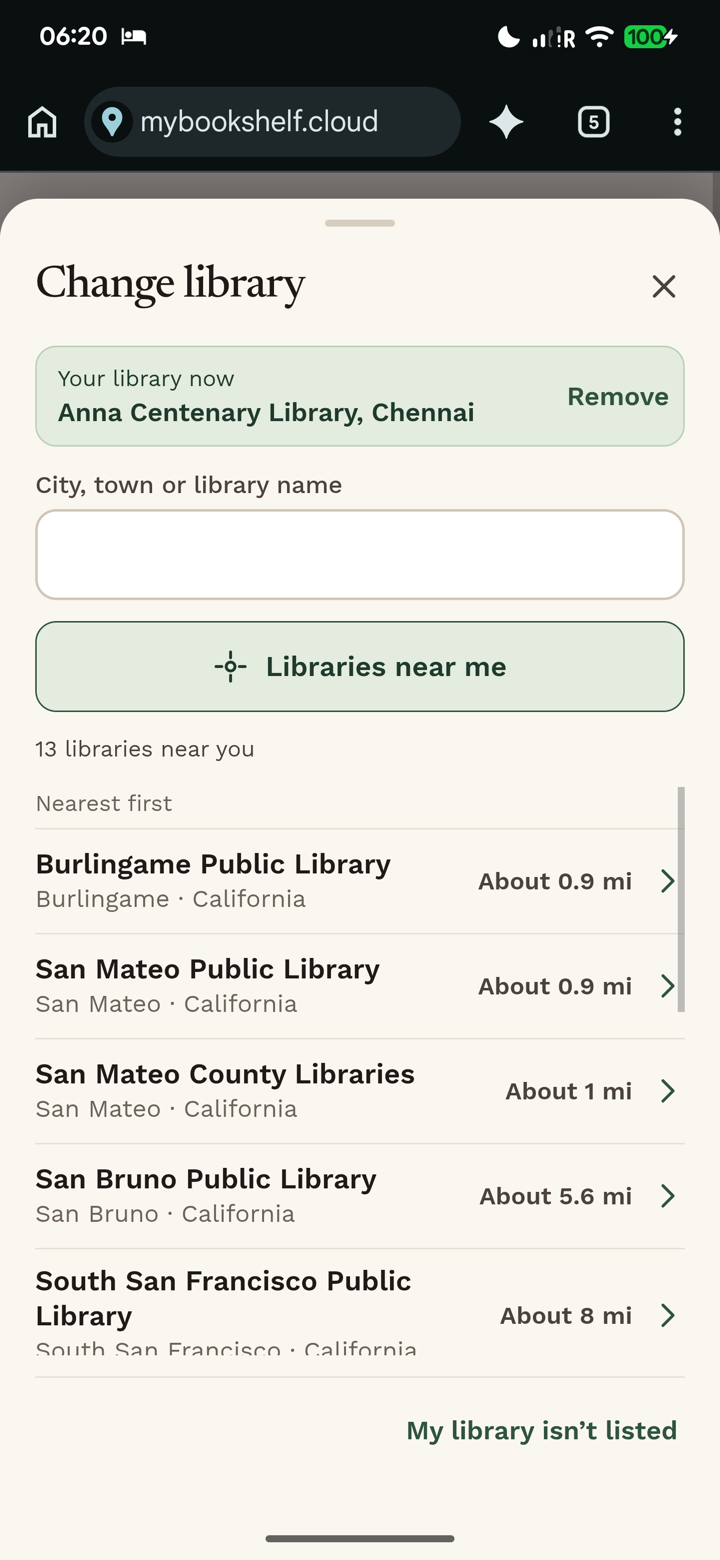 06:20
R
100
mybookshelf.cloud
5
Change library
Your library now
Anna Centenary Library, Chennai
Remove
City, town or library name
Libraries near me
13 libraries near you
Nearest first
Burlingame Public Library
Burlingame · California
About 0.9 mi
San Mateo Public Library
San Mateo · California
About 0.9 mi
San Mateo County Libraries
San Mateo · California
About 1 mi
San Bruno Public Library
San Bruno · California
About 5.6 mi
South San Francisco Public
Library
South San Francisco · California
About 8 mi
My library isn’t listed